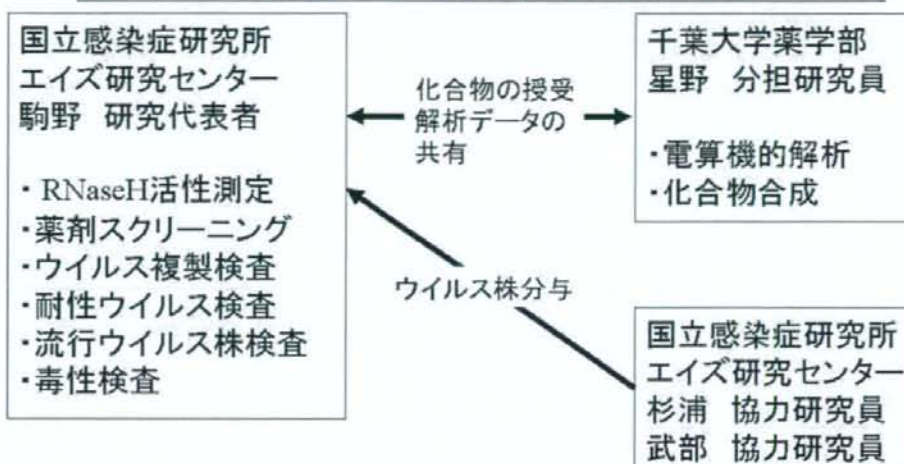 国立感染症研究所
エイズ研究センター
駒野 研究代表者
・RNaseH活性測定
・薬剤スクリーニング
・ウイルス複製検査
・耐性ウイルス検査
・流行ウイルス株検査
・毒性検査
化合物の授受
解析データの
共有
千葉大学薬学部
星野 分担研究員
・電算機的解析
・化合物合成
ウイルス株分与
国立感染症研究所
エイズ研究センター
杉浦 協力研究員
武部 協力研究員